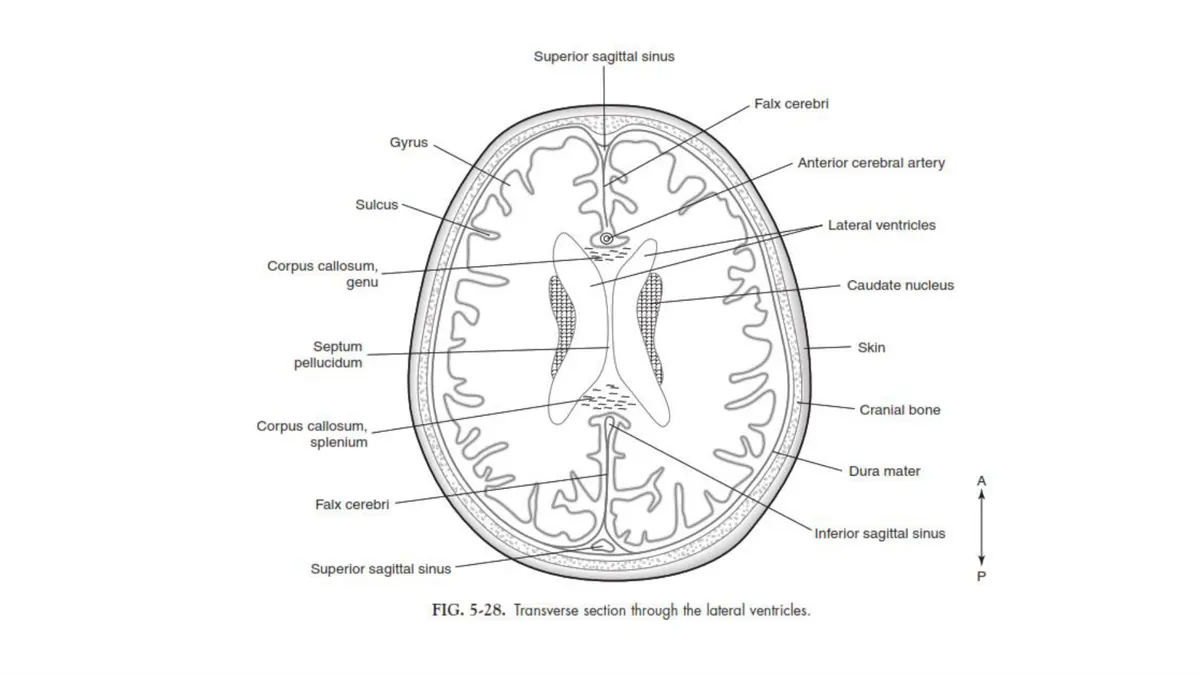 Superior sagittal sinus
Falx cerebri
Gyrus
Anterior cerebral artery
Sulcus
Lateral ventricles
Corpus callosum,
genu
Caudate nucleus
Septum
pellucidum
Skin
Cranial bone
Corpus callosum,
splenium
Dura mater
A
Falx cerebri
Inferior sagittal sinus
Superior sagittal sinus
P
FIG. 5-28. Transverse section through the lateral ventricles.